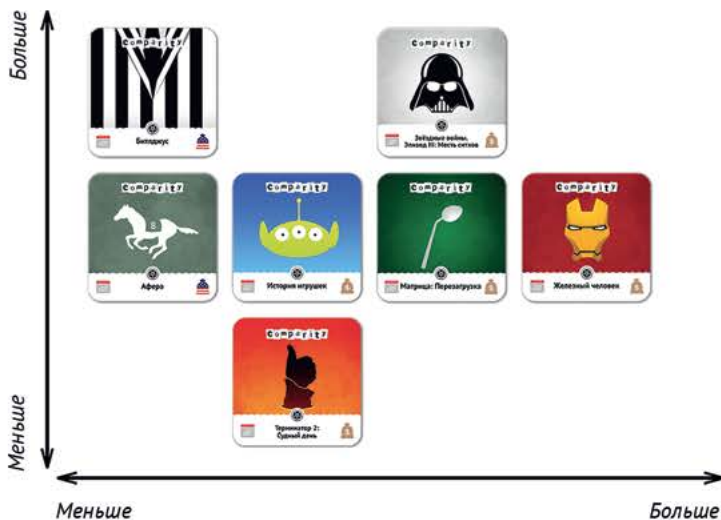 Больше
Comparity
Битлджус
Comparity
Звёздные войны.
Эпизод III: Месть ситхов
Comparity
8
Афера
Comparity
История игрушек
Comparity
Матрица: Перезагрузка
Comparity
Железный человек
Comparity
Терминатор 2:
Судный день
Меньше
Меньше
Больше